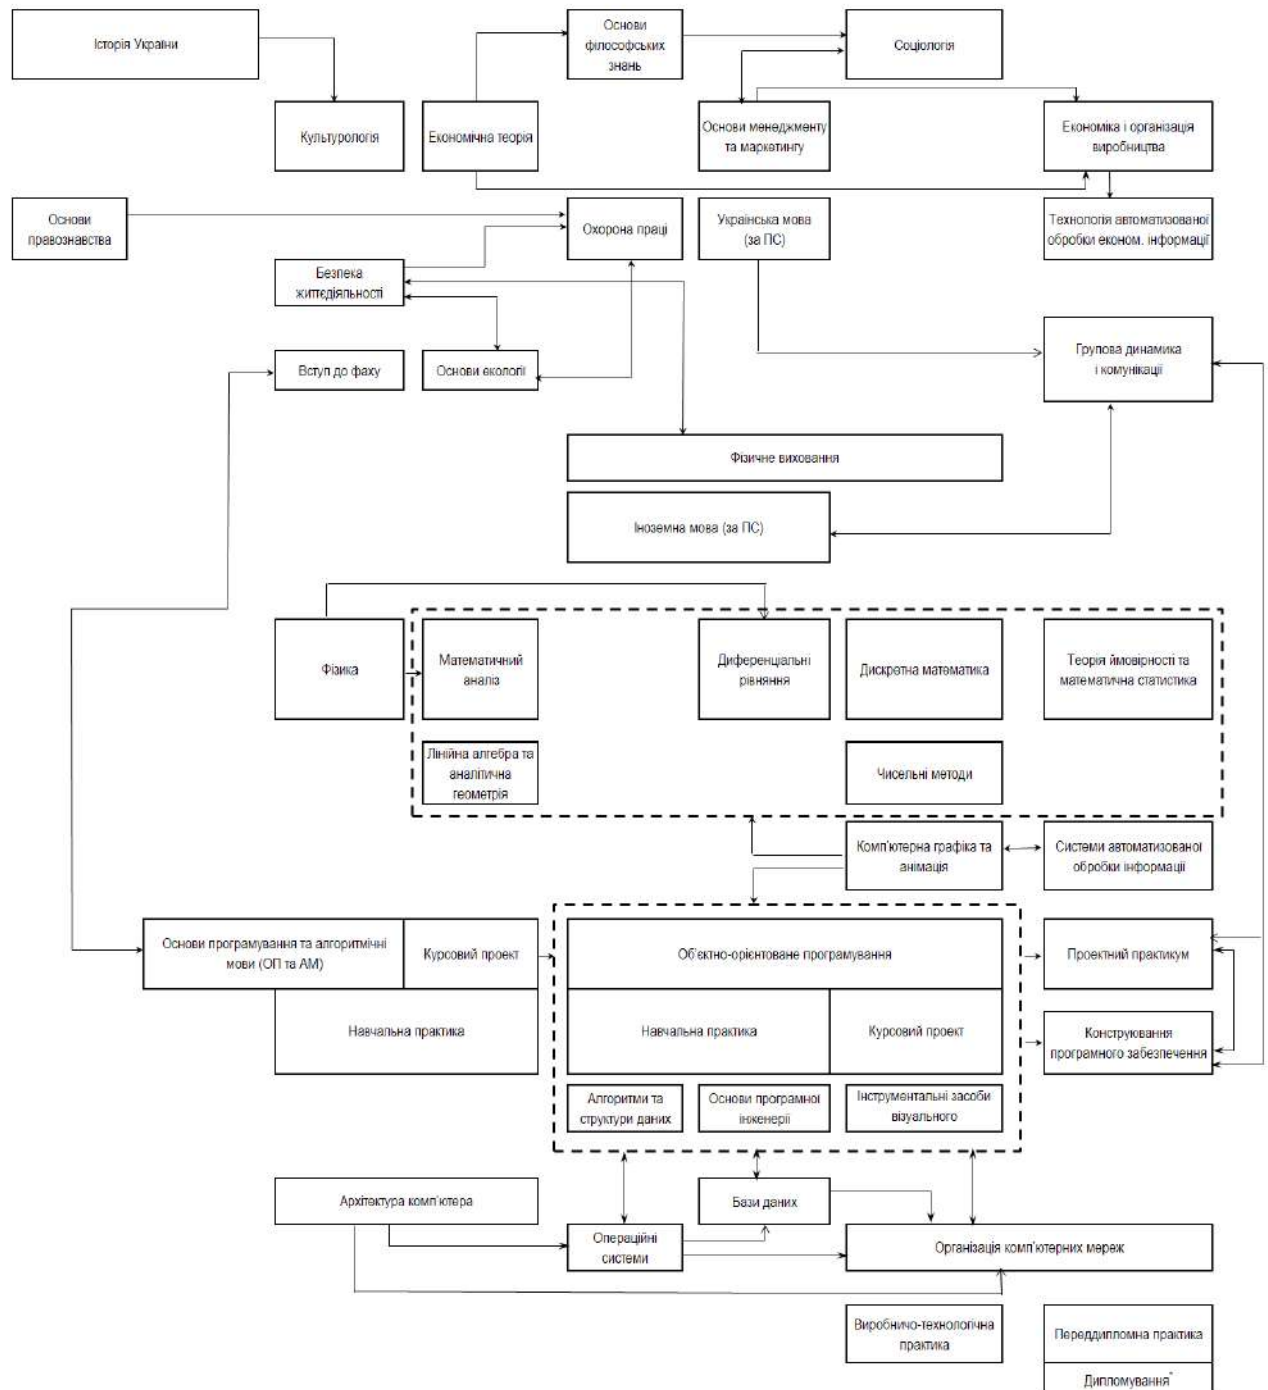 Історія України
Основи
філософських
знань
Соціологія
Культурологія
Економічна теорія
Основи менеджменту
та маркетингу
Економіка і організація
виробництва
Основи
правознавства
Охорона праці
Українська мова
(за ПС)
Технологія автоматизованої
обробки економ. інформації
Безпека
життєдіяльності
Вступ до фаху
Основи екології
Групова динаміка
і комунікації
Фізичне виховання
Іноземна мова (за ПС)
Фізика
Математичний
аналіз
Диференціальні
рівняння
Дискретна математика
Теорія ймовірності та
математична статистика
Лінійна алгебра та
аналітична
геометрія
Чисельні методи
Комп'ютерна графіка та
анімація
Системи автоматизованої
обробки інформації
Основи програмування та алгоритмічні
мови (ОП та АМ)
Курсовий проект
Об'єктно-орієнтоване програмування
Проектний практикум
Навчальна практика
Навчальна практика
Курсовий проект
Конструювання
програмного забезпечення
Алгоритми та
структури даних
Основи програмної
інженерії
Інструментальні засоби
візуального
Архітектура комп'ютера
Бази даних
Операційні
системи
Організація комп'ютерних мереж
Виробничо-технологічна
практика
Переддипломна практика
Дипломування*